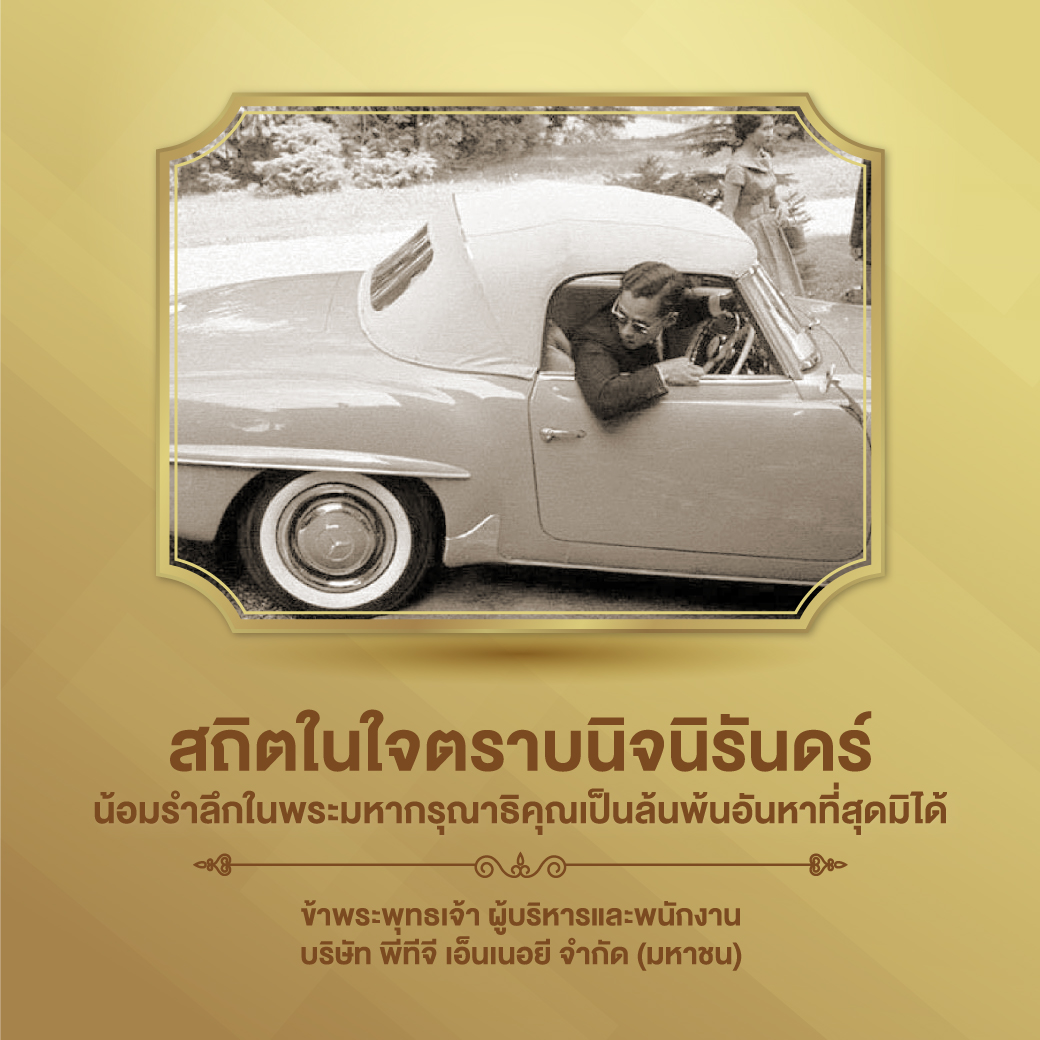 สถิตในใจตราบนิจนิรันดร์
น้อมรำลึกในพระมหากรุณาธิคุณเป็นล้นพ้นอันหาที่สุดมิได้
ข้าพระพุทธเจ้า ผู้บริหารและพนักงาน
บริษัท พีทีจี เอ็นเนอยี จำกัด (มหาชน)